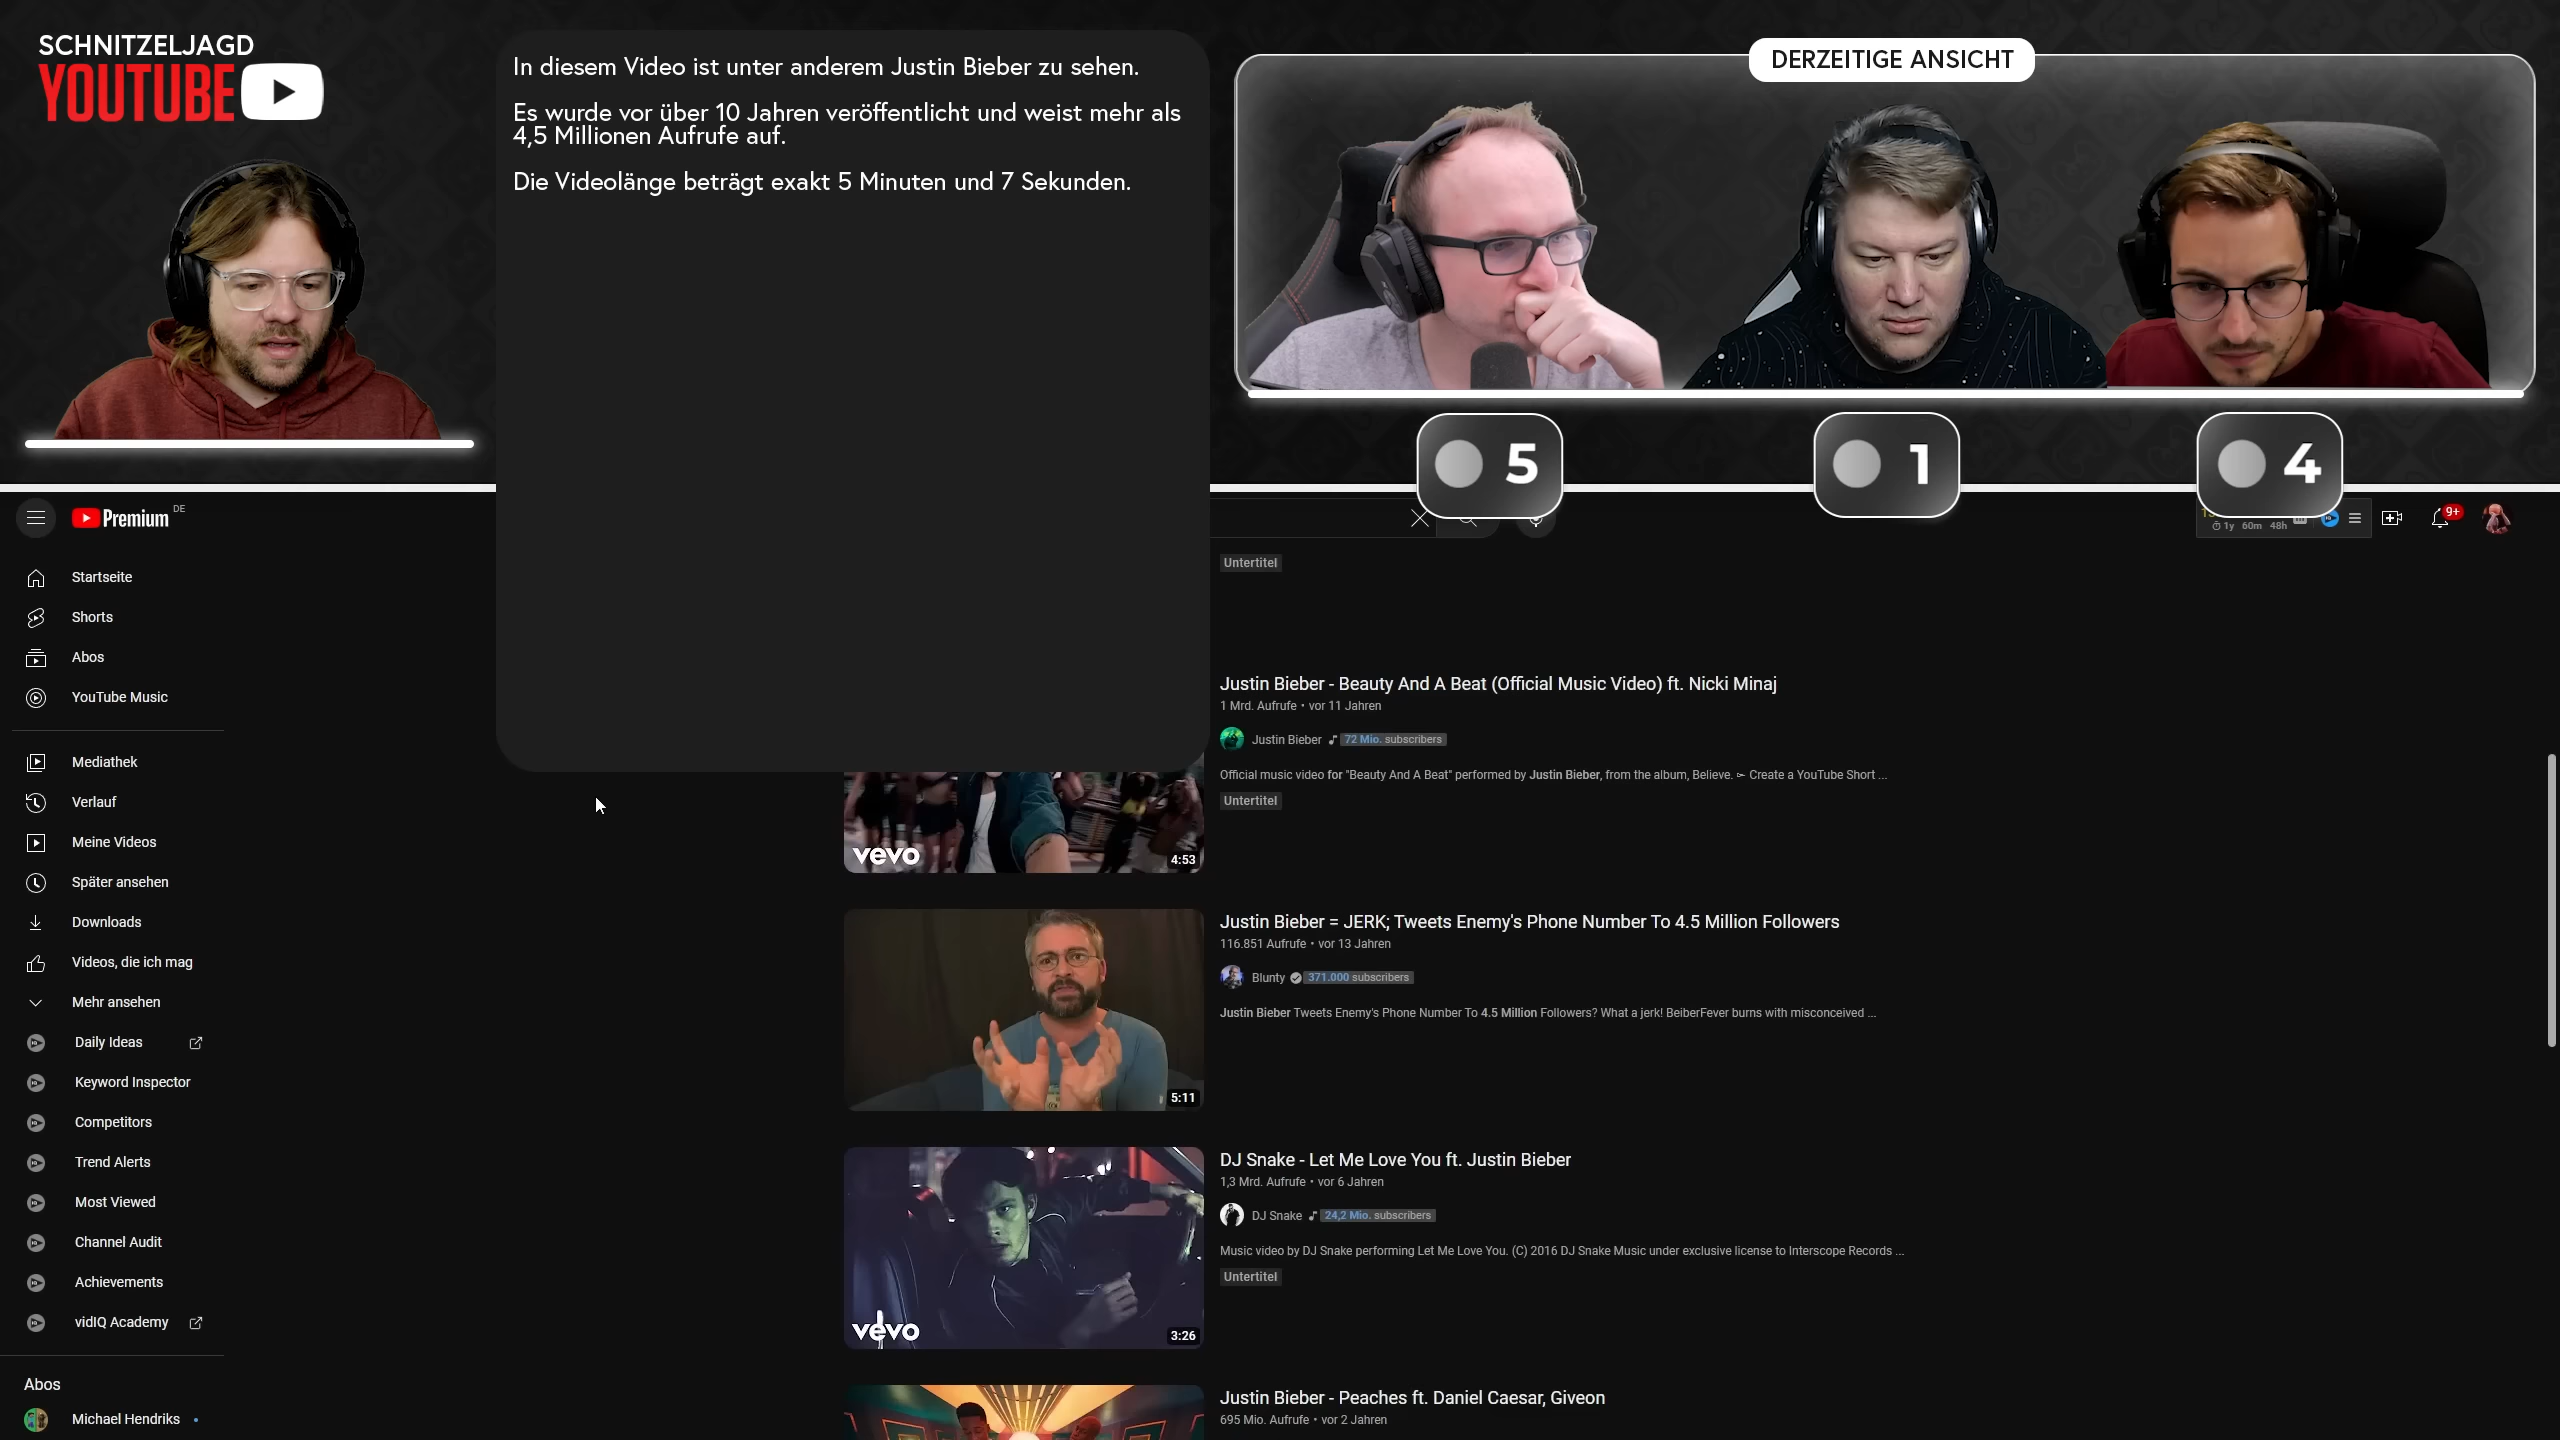 SCHNITZELJAGD
YOUTUBE
In diesem Video ist unter anderem Justin Bieber zu sehen.
Es wurde vor über 10 Jahren veröffentlicht und weist mehr als
4,5 Millionen Aufrufe auf.
Die Videolänge beträgt exakt 5 Minuten und 7 Sekunden.
DERZEITIGE ANSICHT
5
1
4
Premium DE
1y 60m 48h
9+
Startseite
Shorts
Abos
YouTube Music
Mediathek
Verlauf
Meine Videos
Später ansehen
Downloads
Videos, die ich mag
Mehr ansehen
Daily Ideas
Keyword Inspector
Competitors
Trend Alerts
Most Viewed
Channel Audit
Achievements
vidIQ Academy
Abos
Michael Hendriks
Untertitel
Justin Bieber - Beauty And A Beat (Official Music Video) ft. Nicki Minaj
1 Mrd. Aufrufe • vor 11 Jahren
Justin Bieber 72 Mio. subscribers
Official music video for "Beauty And A Beat" performed by Justin Bieber, from the album, Believe. ➣ Create a YouTube Short ...
Untertitel
vevo
4:53
Justin Bieber = JERK; Tweets Enemy's Phone Number To 4.5 Million Followers
116.851 Aufrufe • vor 13 Jahren
Blunty 371.000 subscribers
Justin Bieber Tweets Enemy's Phone Number To 4.5 Million Followers? What a jerk! BeiberFever burns with misconceived ...
5:11
DJ Snake - Let Me Love You ft. Justin Bieber
1,3 Mrd. Aufrufe • vor 6 Jahren
DJ Snake 24,2 Mio. subscribers
Music video by DJ Snake performing Let Me Love You. (C) 2016 DJ Snake Music under exclusive license to Interscope Records ...
Untertitel
vevo
3:26
Justin Bieber - Peaches ft. Daniel Caesar, Giveon
695 Mio. Aufrufe • vor 2 Jahren